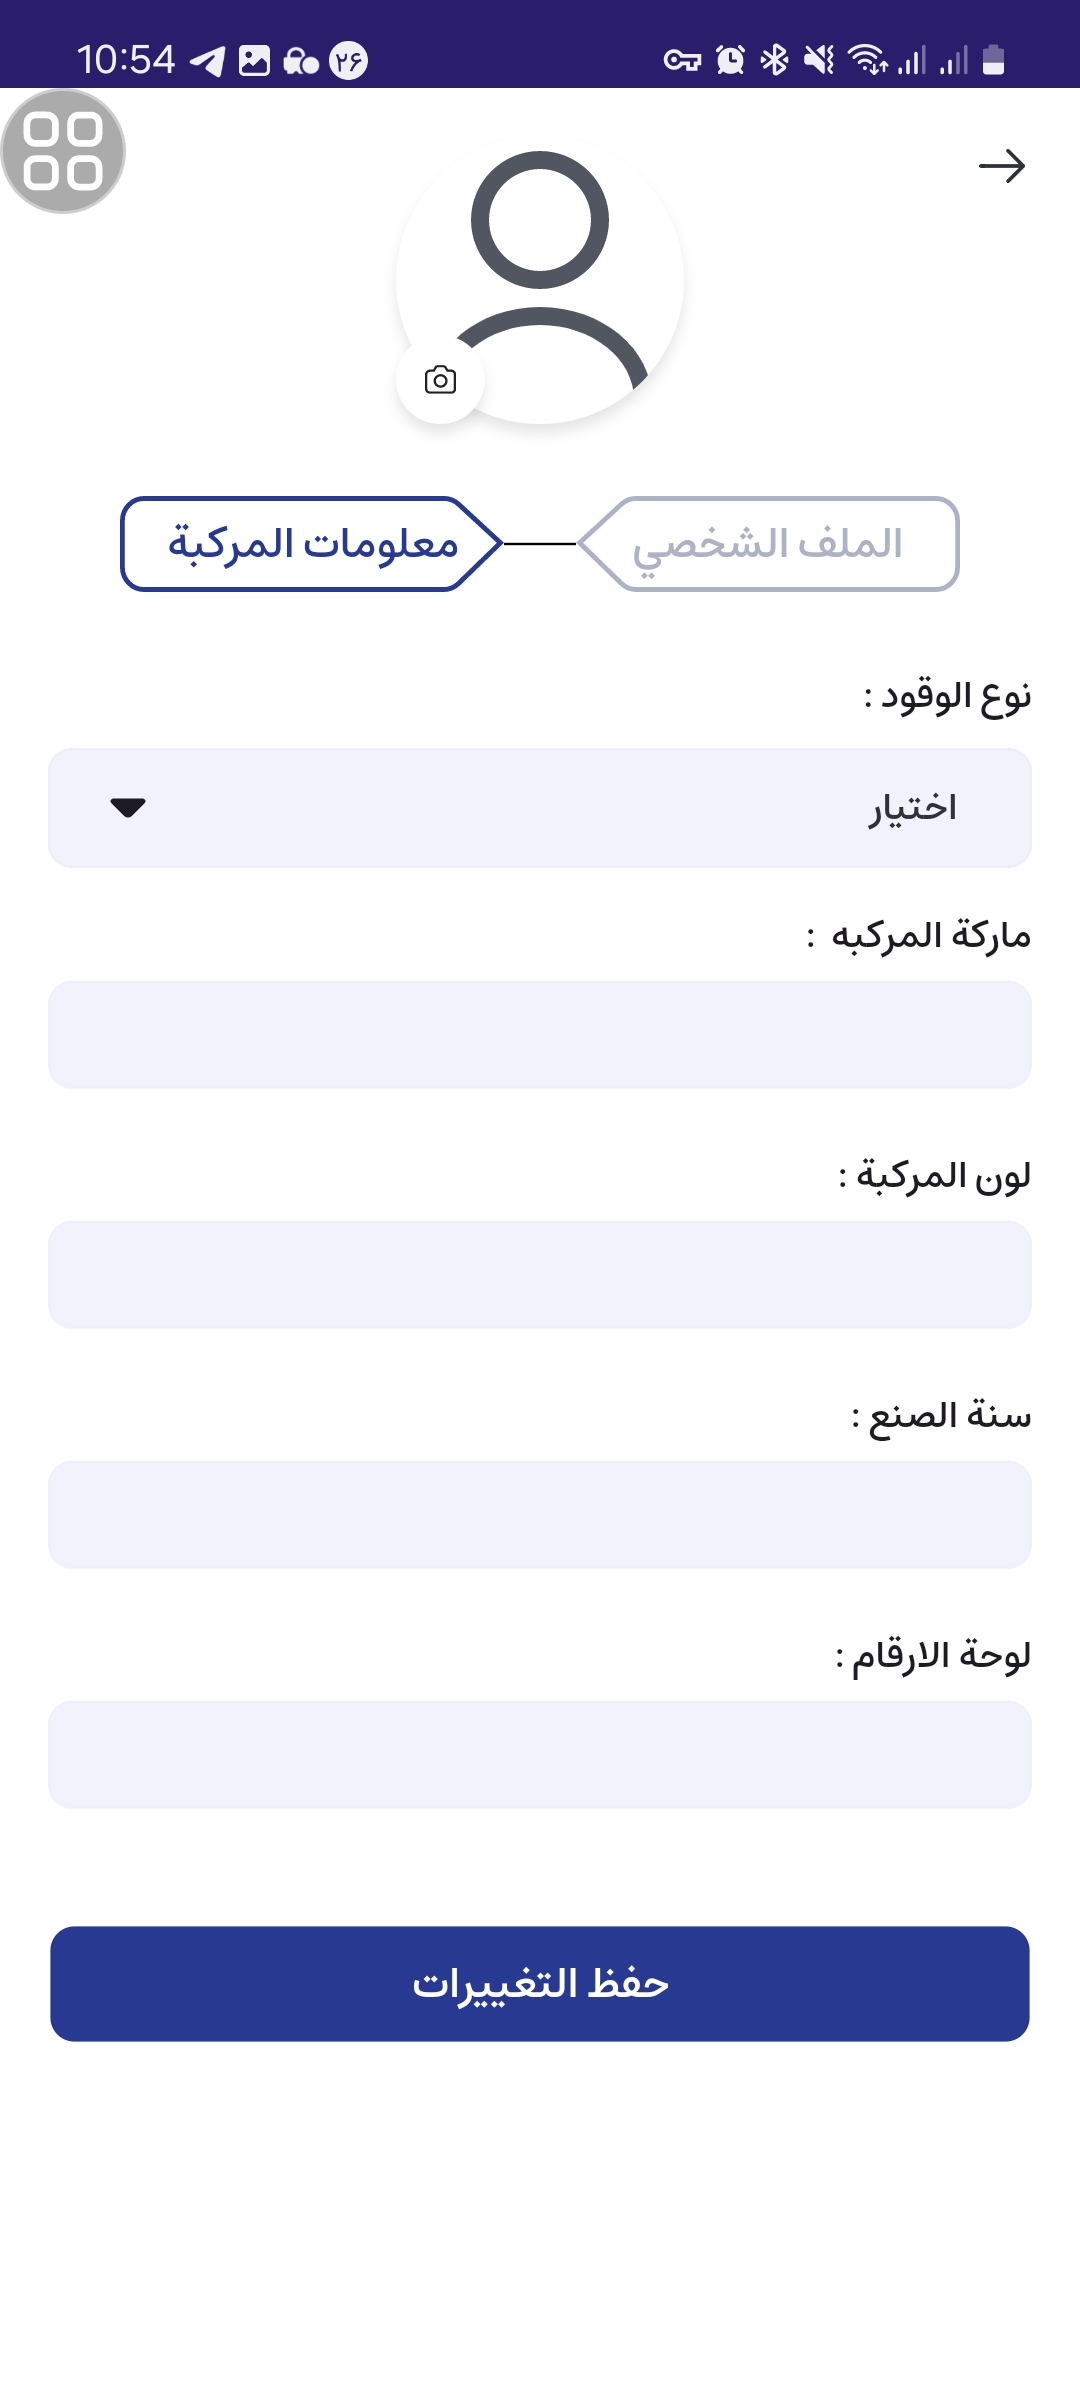 10:54 ۲۶
الملف الشخصي
معلومات المركبة
نوع الوقود :
اختيار
ماركة المركبه :
لون المركبة :
سنة الصنع :
لوحة الارقام :
حفظ التغييرات